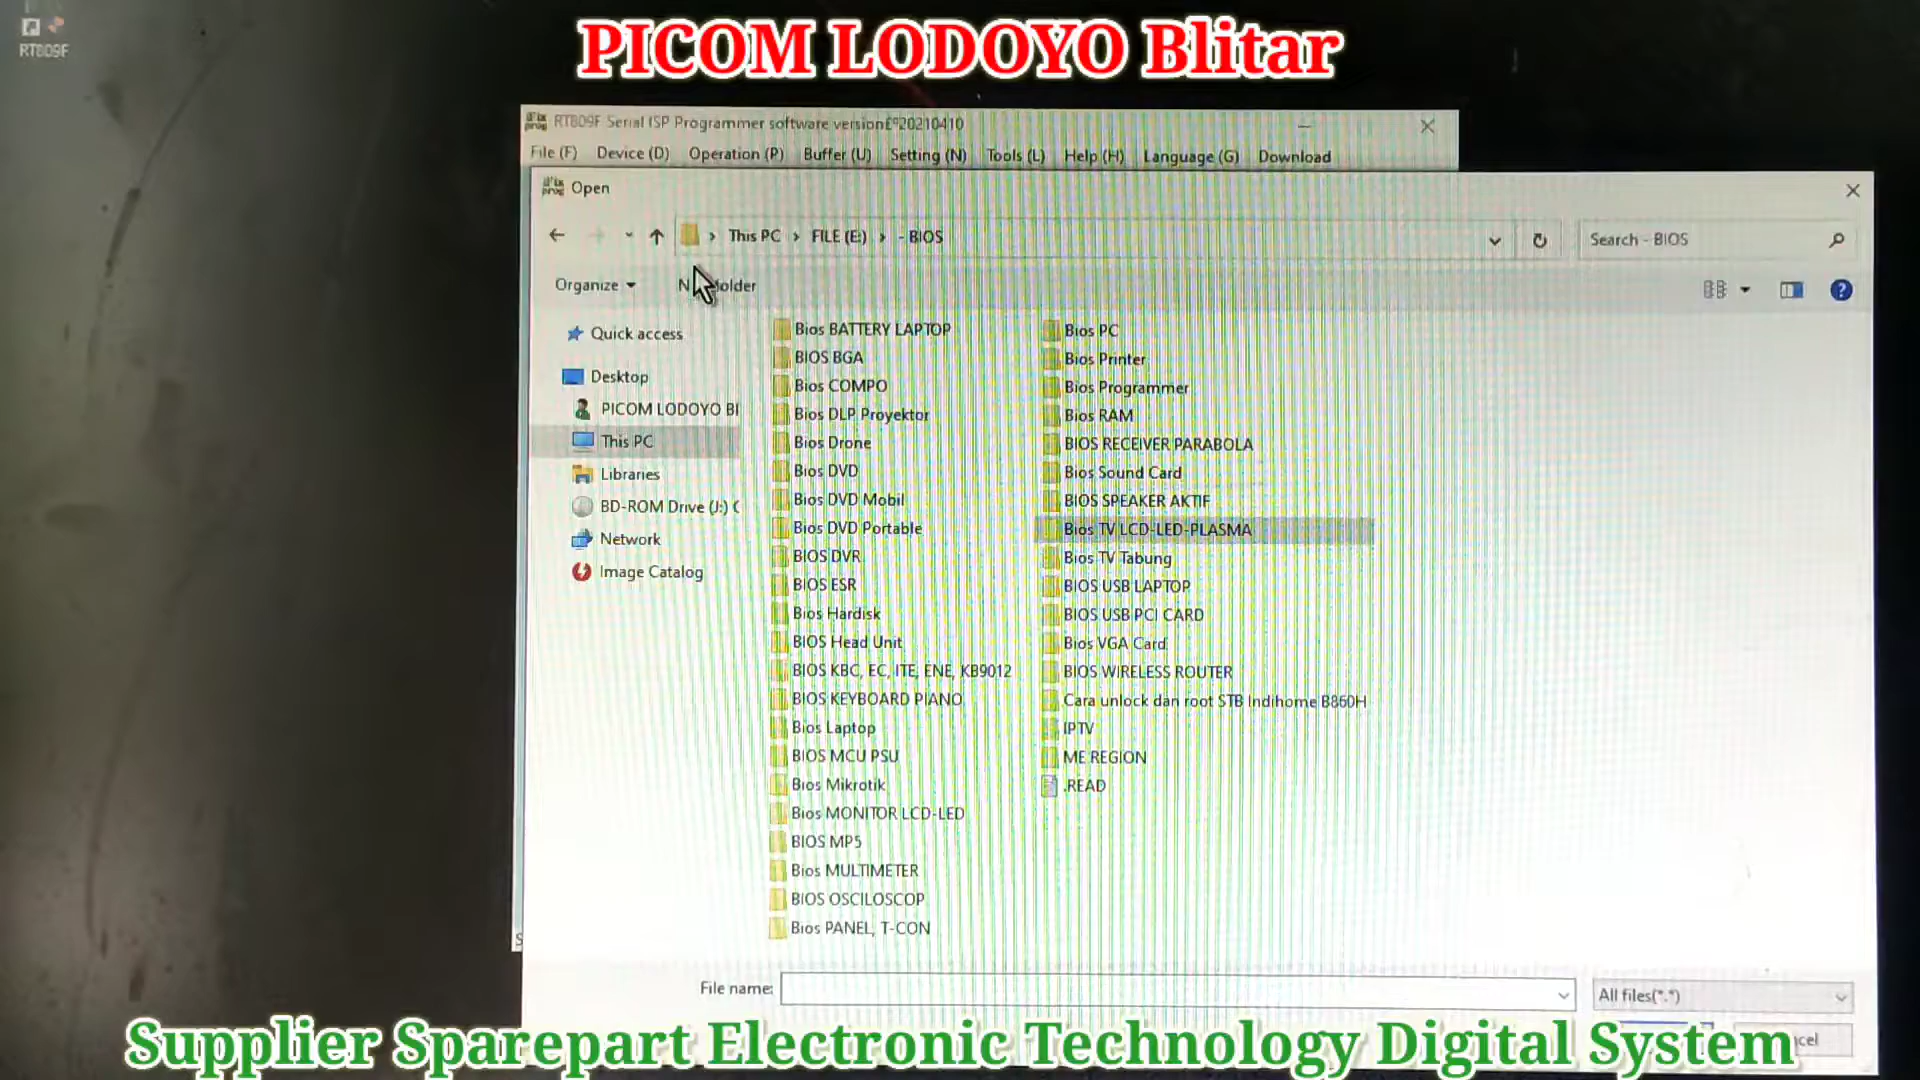 PICOM LODOYO Blitar
RT809F
RT809F Serial ISP Programmer software version£º20210410
File (F) Device (D) Operation (P) Buffer (U) Setting (N) Tools (L) Help (H) Language (G) Download
Open
This PC › FILE (E:) › - BIOS
Search - BIOS
Organize
Quick access
Desktop
PICOM LODOYO Bl
This PC
Libraries
BD-ROM Drive (J:) C
Network
Image Catalog
Bios BATTERY LAPTOP
BIOS BGA
Bios COMPO
Bios DLP Proyektor
Bios Drone
Bios DVD
Bios DVD Mobil
Bios DVD Portable
BIOS DVR
BIOS ESR
Bios Hardisk
BIOS Head Unit
BIOS KBC, EC, ITE, ENE, KB9012
BIOS KEYBOARD PIANO
Bios Laptop
BIOS MCU PSU
Bios Mikrotik
Bios MONITOR LCD-LED
BIOS MP5
Bios MULTIMETER
BIOS OSCILOSCOP
Bios PANEL, T-CON
Bios PC
Bios Printer
Bios Programmer
Bios RAM
BIOS RECEIVER PARABOLA
Bios Sound Card
BIOS SPEAKER AKTIF
Bios TV LCD-LED-PLASMA
Bios TV Tabung
BIOS USB LAPTOP
BIOS USB PCI CARD
Bios VGA Card
BIOS WIRELESS ROUTER
Cara unlock dan root STB Indihome B860H
IPTV
ME REGION
.READ
File name:
All files(*.*)
Supplier Sparepart Electronic Technology Digital System